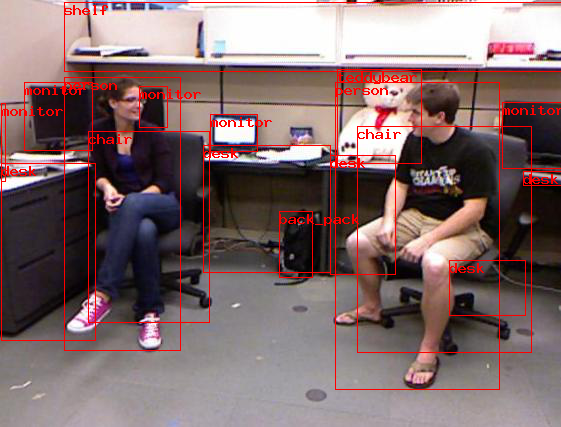 shelf
teddybear
person
person
monitor
monitor
monitor
monitor
monitor
chair
chair
desk
desk
desk
desk
desk
back_pack